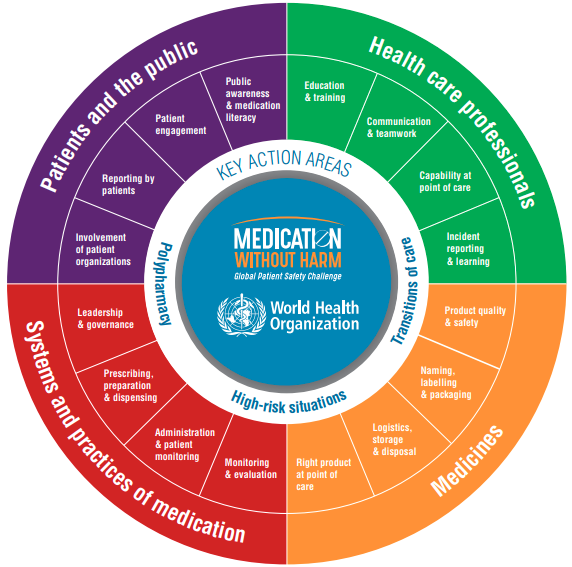 Patients and the public
Public
awareness
& medication
literacy
Patient
engagement
Reporting by
patients
Involvement
of patient
organizations
Health care professionals
Education
& training
Communication
& teamwork
Capability at
point of care
Incident
reporting
& learning
KEY ACTION AREAS
Polypharmacy
Transitions of care
High-risk situations
MEDICATION
WITHOUT HARM
Global Patient Safety Challenge
World Health
Organization
Systems and practices of medication
Leadership
& governance
Prescribing,
preparation
& dispensing
Administration
& patient
monitoring
Monitoring
& evaluation
Medicines
Product quality
& safety
Naming,
labelling
& packaging
Logistics,
storage
& disposal
Right product
at point of
care